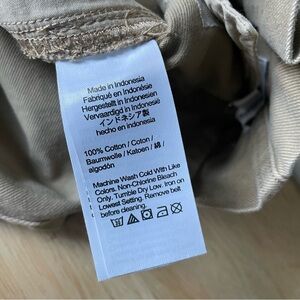 Made in Indonesia
Fabriqué en Indonésie
Hergestellt in Indonesien
Vervaardigd in Indonesië
インドネシア製
hecho en indonesia
100% Cotton / Coton /
Baumwolle / Katoen / 綿 /
algodón
Machine Wash Cold With Like
Colors. Non-Chlorine Bleach
Only. Tumble Dry Low. Iron on
Lowest Setting. Remove belt
before cleaning.